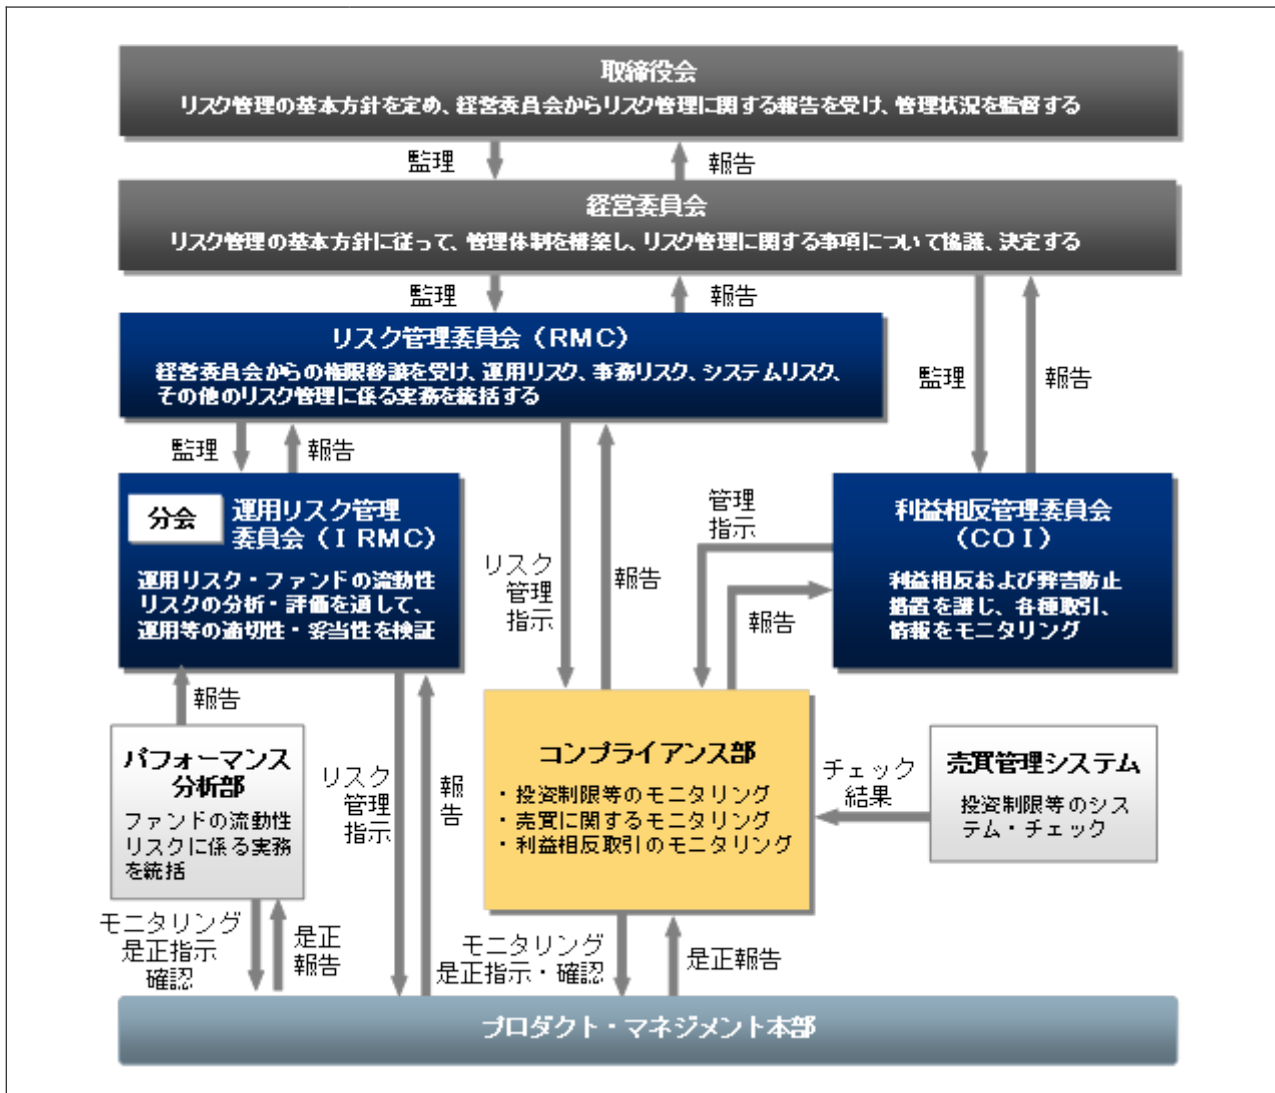 取締役会
リスク管理の基本方針を定め、経営委員会からリスク管理に関する報告を受け、管理状況を監督する
監理
報告
経営委員会
リスク管理の基本方針に従って、管理体制を構築し、リスク管理に関する事項について協議、決定する
監理
報告
リスク管理委員会（RMC）
経営委員会からの権限移譲を受け、運用リスク、事務リスク、システムリスク、
その他のリスク管理に係る実務を統括する
監理
報告
監理
報告
分会
運用リスク管理
委員会（IRMC）
運用リスク・ファンドの流動性
リスクの分析・評価を通して、
運用等の適切性・妥当性を検証
リスク
管理
指示
報告
管理
指示
報告
利益相反管理委員会
（COI）
利益相反および弊害防止
措置を講じ、各種取引、
情報をモニタリング
報告
パフォーマンス
分析部
ファンドの流動性
リスクに係る実務
を統括
リスク
管理
指示
報
告
コンプライアンス部
・投資制限等のモニタリング
・売買に関するモニタリング
・利益相反取引のモニタリング
チェック
結果
売買管理システム
投資制限等のシス
テム・チェック
モニタリング
是正指示
確認
是正
報告
モニタリング
是正指示・確認
是正報告
プロダクト・マネジメント本部